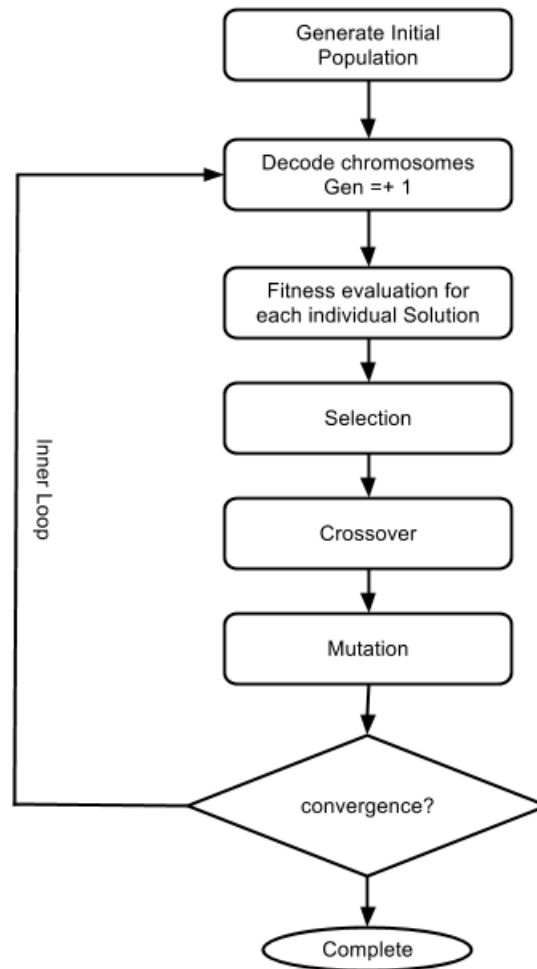 Generate Initial
Population
Decode chromosomes
Gen =+ 1
Fitness evaluation for
each individual Solution
Selection
Inner Loop
Crossover
Mutation
convergence?
Complete